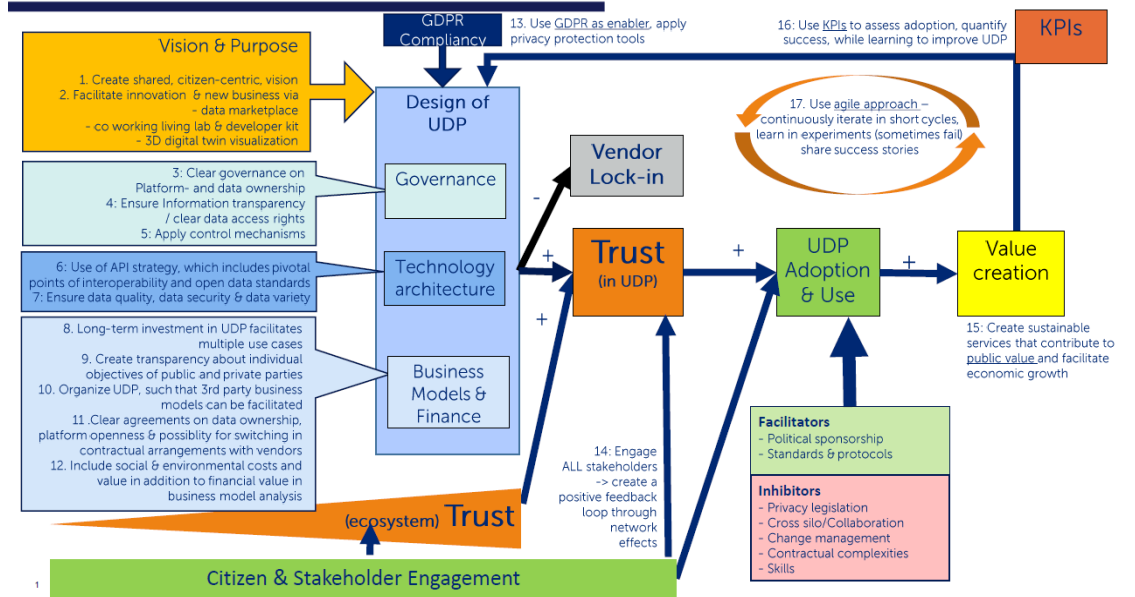 GDPR
Compliancy
13. Use GDPR as enabler, apply
privacy protection tools
16: Use KPIs to assess adoption, quantify
success, while learning to improve UDP
KPIs
Vision & Purpose
1. Create shared, citizen-centric, vision
2. Facilitate innovation & new business via
- data marketplace
- co working living lab & developer kit
- 3D digital twin visualization
Design of
UDP
17. Use agile approach –
continuously iterate in short cycles,
learn in experiments (sometimes fail)
share success stories
Vendor
Lock-in
3: Clear governance on
Platform- and data ownership
4: Ensure Information transparency
/ clear data access rights
5: Apply control mechanisms
Governance
-
6: Use of API strategy, which includes pivotal
points of interoperability and open data standards
7: Ensure data quality, data security & data variety
Technology
architecture
+
+
Trust
(in UDP)
+
UDP
Adoption
& Use
+
Value
creation
8. Long-term investment in UDP facilitates
multiple use cases
9. Create transparency about individual
objectives of public and private parties
10. Organize UDP, such that 3rd party business
models can be facilitated
11 .Clear agreements on data ownership,
platform openness & possiblity for switching in
contractual arrangements with vendors
12. Include social & environmental costs and
value in addition to financial value in
business model analysis
Business
Models &
Finance
15: Create sustainable
services that contribute to
public value and facilitate
economic growth
14: Engage
ALL stakeholders
-> create a
positive feedback
loop through
network
effects
Facilitators
- Political sponsorship
- Standards & protocols
Inhibitors
- Privacy legislation
- Cross silo/Collaboration
- Change management
- Contractual complexities
- Skills
(ecosystem) Trust
Citizen & Stakeholder Engagement
1